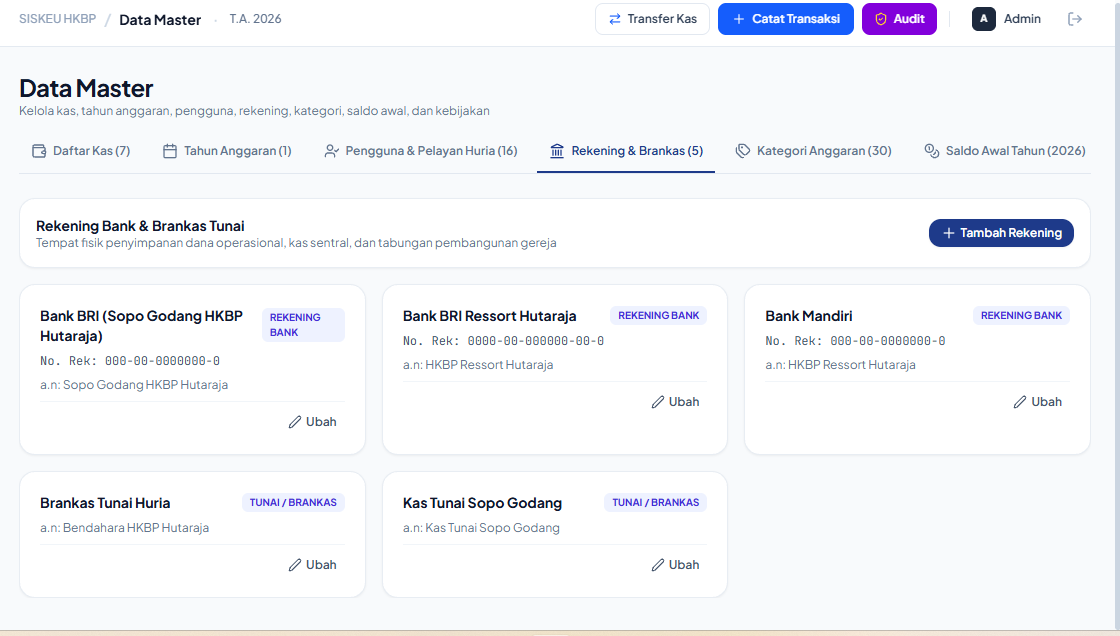 SISKEU HKBP / Data Master · T.A. 2026
Transfer Kas
+ Catat Transaksi
Audit
A Admin
Data Master
Kelola kas, tahun anggaran, pengguna, rekening, kategori, saldo awal, dan kebijakan
Daftar Kas (7)
Tahun Anggaran (1)
Pengguna & Pelayan Huria (16)
Rekening & Brankas (5)
Kategori Anggaran (30)
Saldo Awal Tahun (2026)
Rekening Bank & Brankas Tunai
Tempat fisik penyimpanan dana operasional, kas sentral, dan tabungan pembangunan gereja
+ Tambah Rekening
Bank BRI (Sopo Godang HKBP
Hutaraja)
REKENING
BANK
No. Rek: 000-00-0000000-0
a.n: Sopo Godang HKBP Hutaraja
Ubah
Bank BRI Ressort Hutaraja
REKENING BANK
No. Rek: 0000-00-000000-00-0
a.n: HKBP Ressort Hutaraja
Ubah
Bank Mandiri
REKENING BANK
No. Rek: 000-00-0000000-0
a.n: HKBP Ressort Hutaraja
Ubah
Brankas Tunai Huria
TUNAI / BRANKAS
a.n: Bendahara HKBP Hutaraja
Ubah
Kas Tunai Sopo Godang
TUNAI / BRANKAS
a.n: Kas Tunai Sopo Godang
Ubah